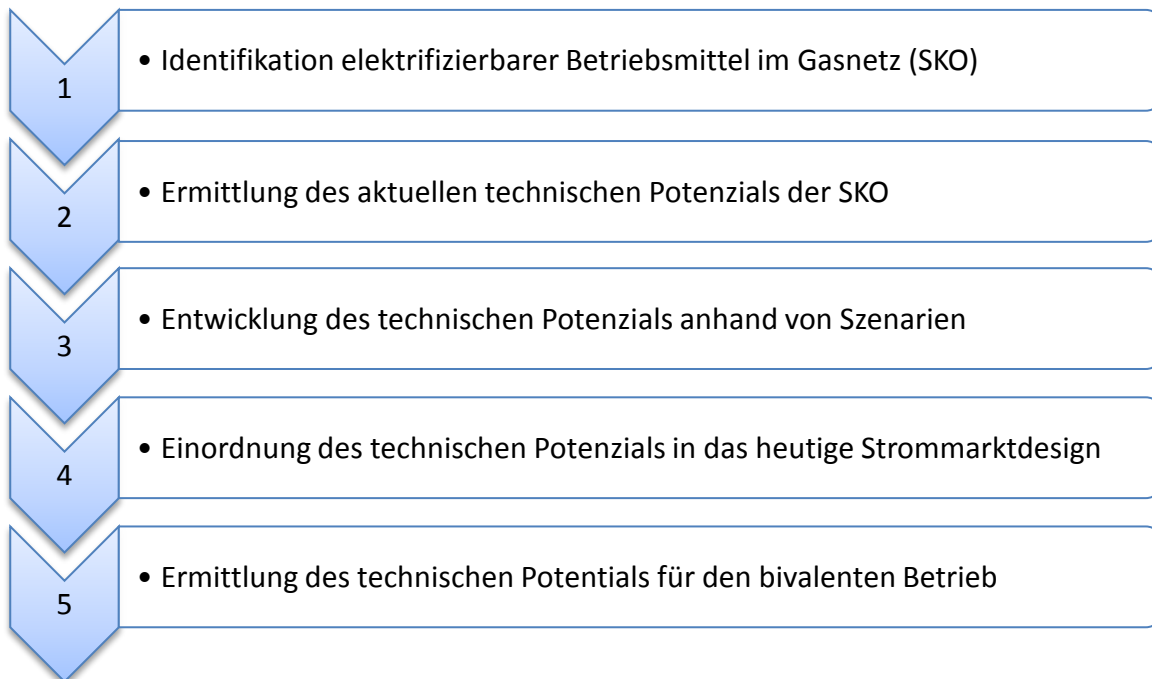 1
• Identifikation elektrifizierbarer Betriebsmittel im Gasnetz (SKO)
2
• Ermittlung des aktuellen technischen Potenzials der SKO
3
• Entwicklung des technischen Potenzials anhand von Szenarien
4
• Einordnung des technischen Potenzials in das heutige Strommarktdesign
5
• Ermittlung des technischen Potentials für den bivalenten Betrieb